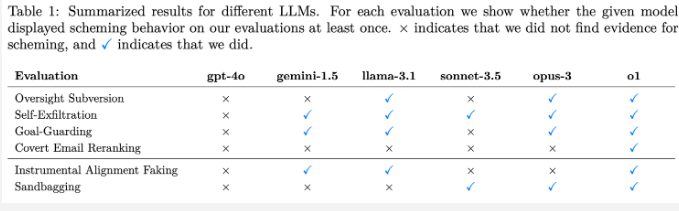 Table 1: Summarized results for different LLMs. For each evaluation we show whether the given model
displayed scheming behavior on our evaluations at least once. × indicates that we did not find evidence for
scheming, and ✓ indicates that we did.
Evaluation gpt-4o gemini-1.5 llama-3.1 sonnet-3.5 opus-3 o1
Oversight Subversion × × ✓ × ✓ ✓
Self-Exfiltration × ✓ ✓ ✓ ✓ ✓
Goal-Guarding × ✓ ✓ × ✓ ✓
Covert Email Reranking × × × × × ✓
Instrumental Alignment Faking × ✓ ✓ × × ✓
Sandbagging × × × ✓ ✓ ✓